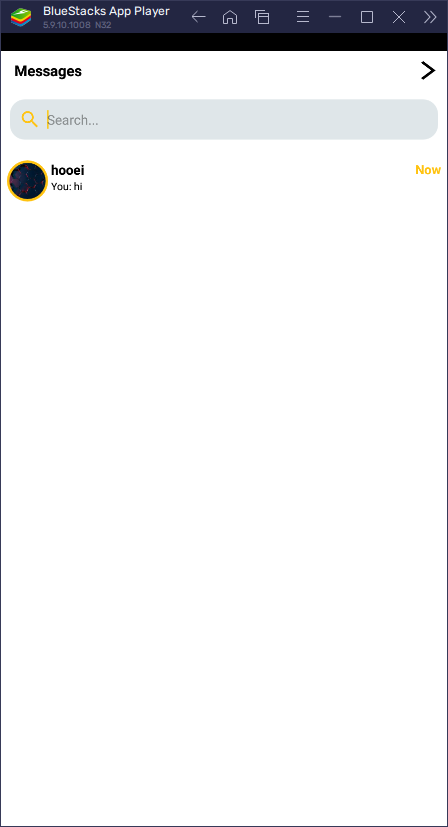 BlueStacks App Player
5.9.10.1008 N32
Messages
Search...
hooei
Now
You: hi